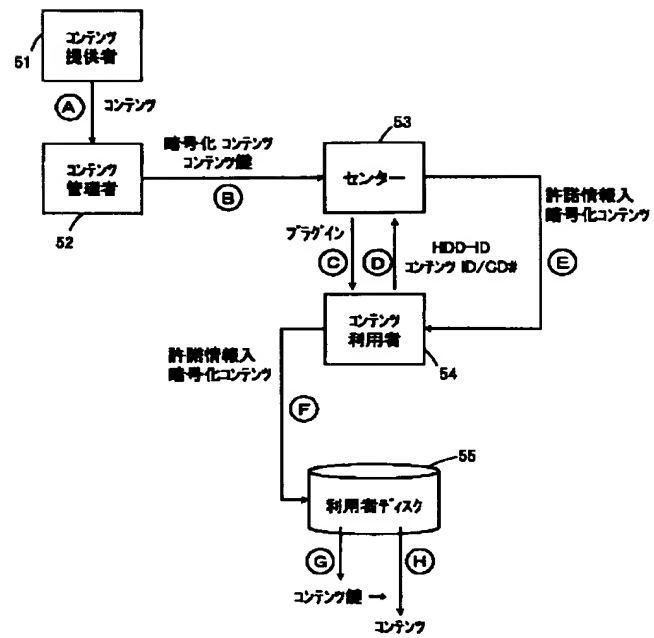 コンテンツ
提供者
51
A
コンテンツ
コンテンツ
管理者
52
暗号化 コンテンツ
コンテンツ鍵
B
53
センター
プラグイン
C
D
HDD-ID
コンテンツ ID/CD#
許諾情報入
暗号化コンテンツ
E
コンテンツ
利用者
54
許諾情報入
暗号化コンテンツ
F
55
利用者ディスク
G
H
コンテンツ鍵
コンテンツ